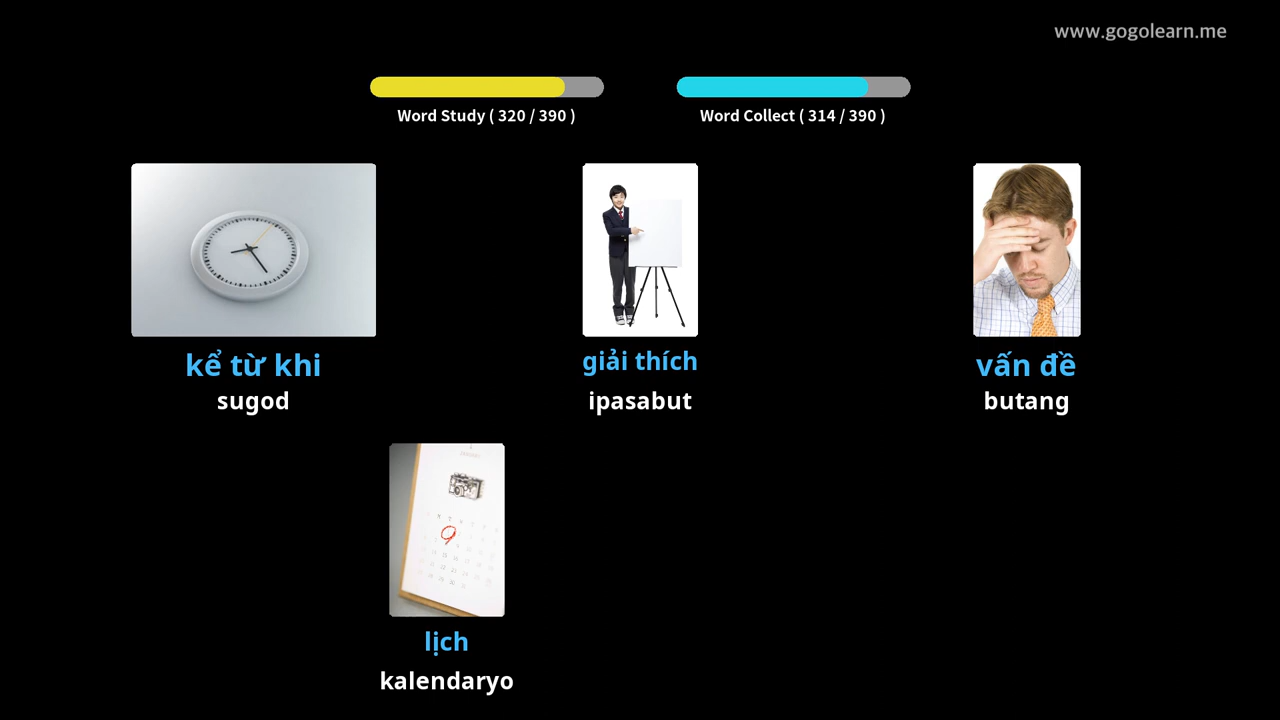 www.gogolearn.me
Word Study ( 320 / 390 )
Word Collect ( 314 / 390 )
kể từ khi
sugod
giải thích
ipasabut
vấn đề
butang
lịch
kalendaryo